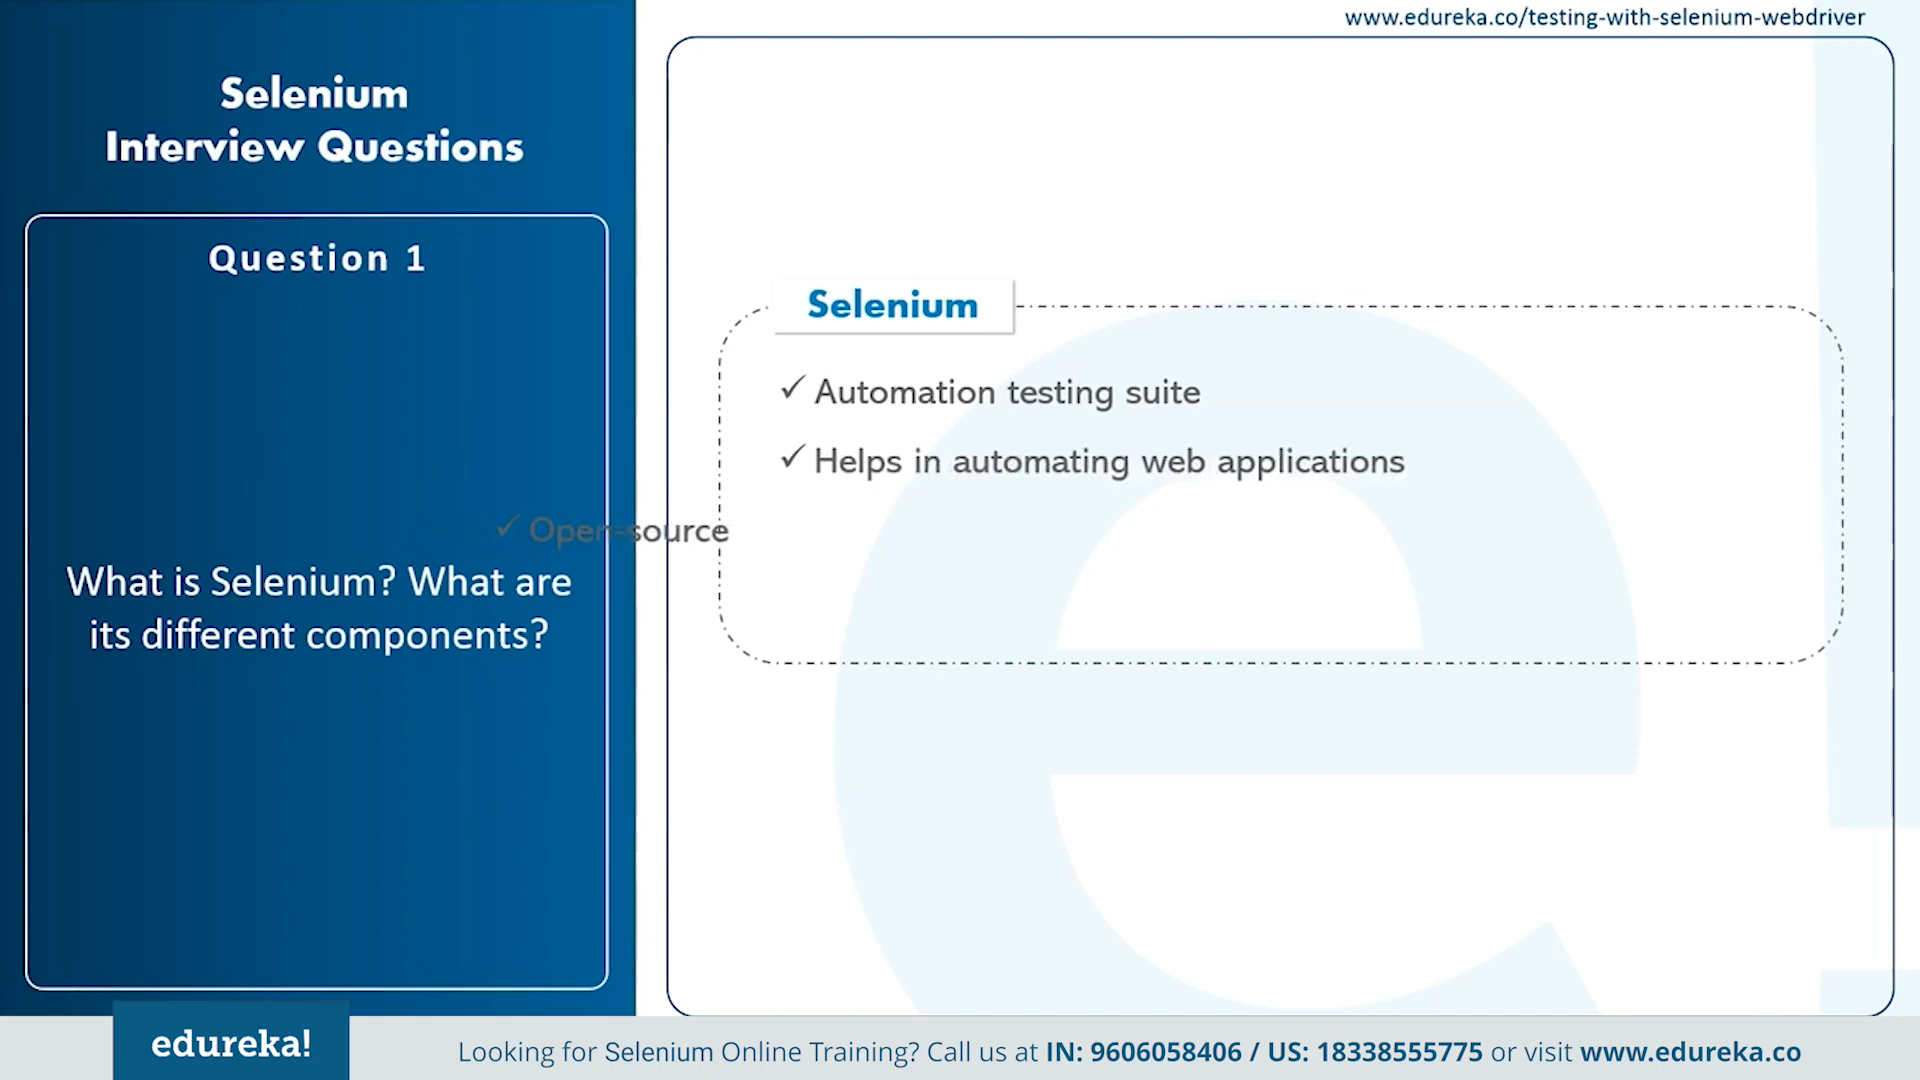 www.edureka.co/testing-with-selenium-webdriver
Selenium
Interview Questions
Question 1
What is Selenium? What are
its different components?
Selenium
✓ Automation testing suite
✓ Helps in automating web applications
✓ Open-source
edureka!
Looking for Selenium Online Training? Call us at IN: 9606058406 / US: 18338555775 or visit www.edureka.co